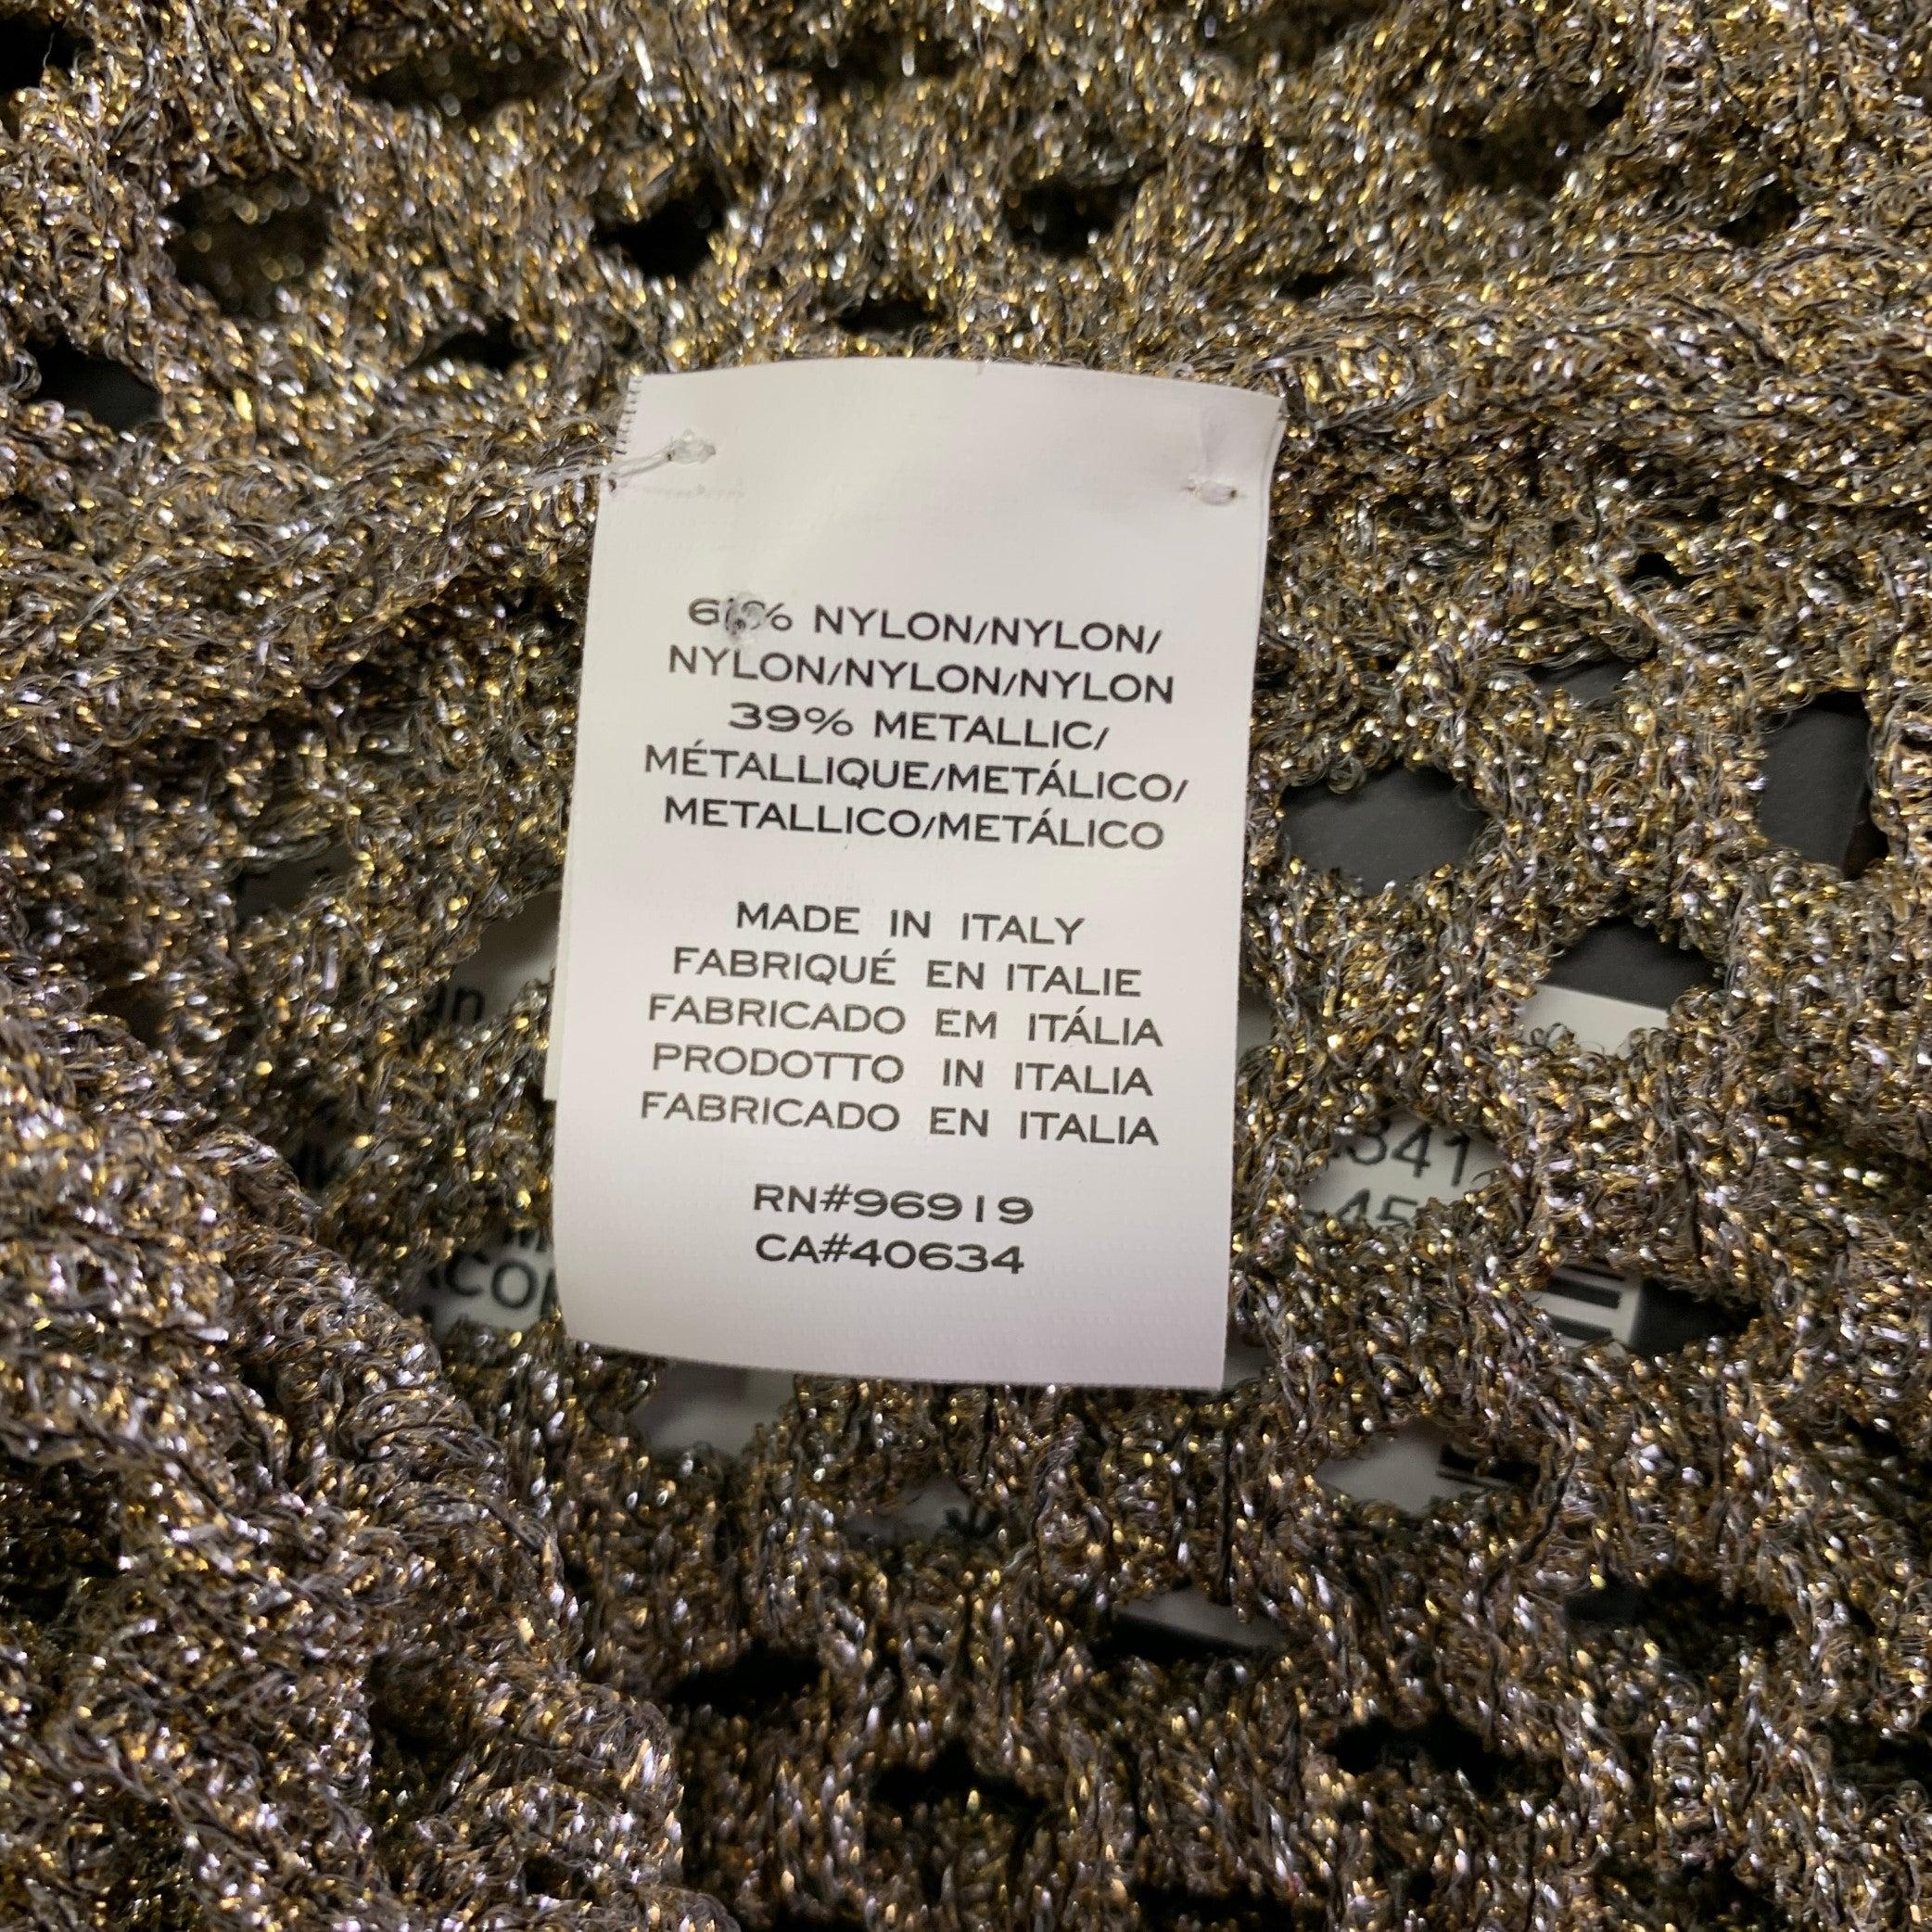 61% NYLON/NYLON/
NYLON/NYLON/NYLON
39% METALLIC/
MÉTALLIQUE/METÁLICO/
METALLICO/METÁLICO
MADE IN ITALY
FABRIQUÉ EN ITALIE
FABRICADO EM ITÁLIA
PRODOTTO IN ITALIA
FABRICADO EN ITALIA
RN#96919
CA#40634